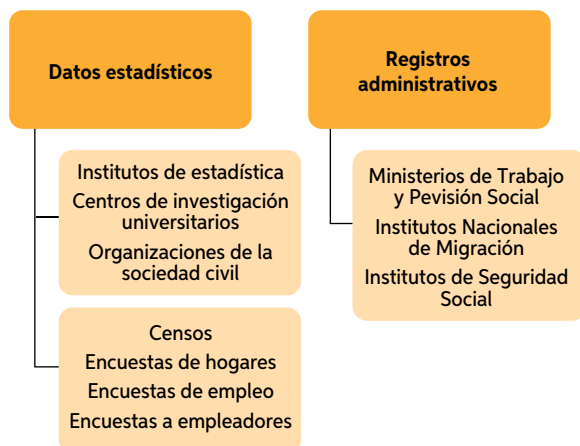 Datos estadísticos
Institutos de estadística
Centros de investigación
universitarios
Organizaciones de la
sociedad civil
Censos
Encuestas de hogares
Encuestas de empleo
Encuestas a empleadores
Registros
administrativos
Ministerios de Trabajo
y Pevisión Social
Institutos Nacionales
de Migración
Institutos de Seguridad
Social